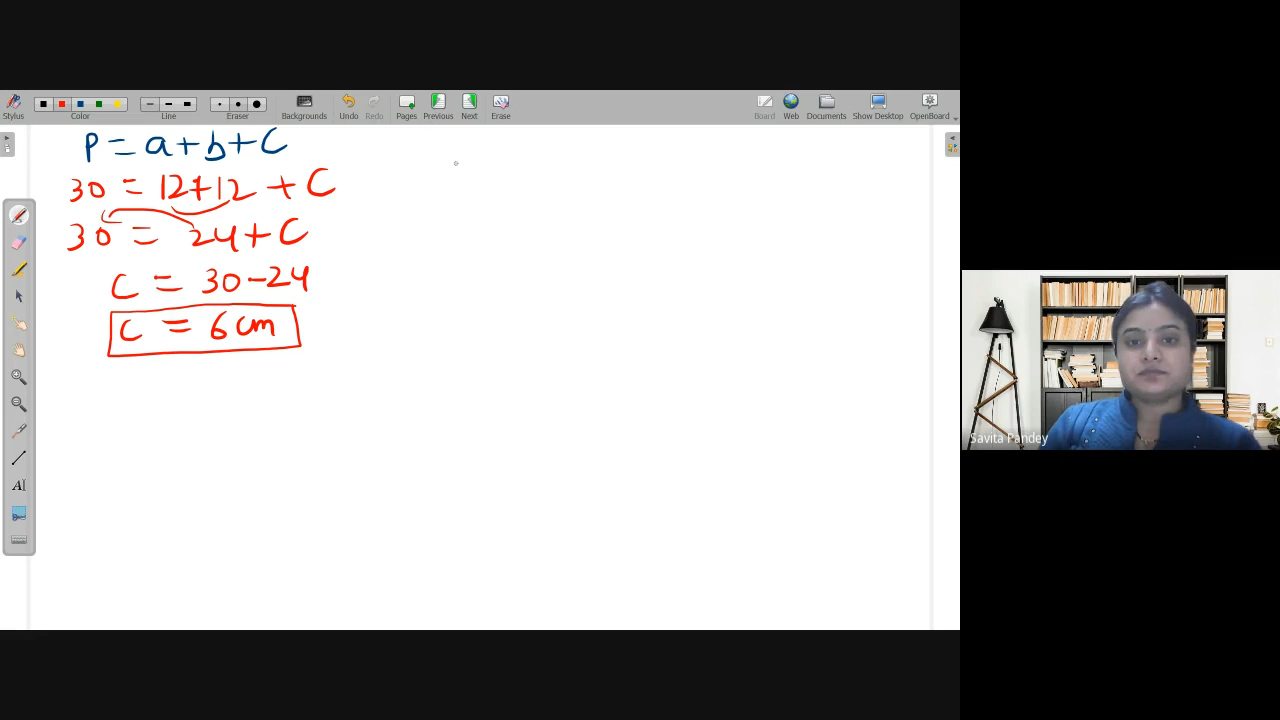 Stylus Color Line Eraser Backgrounds Undo Redo Pages Previous Next Erase Board Web Documents Show Desktop OpenBoard
P = a + b + C
30 = 12 + 12 + C
30 = 24 + C
C = 30 - 24
C = 6 cm
AI
Savita Pandey